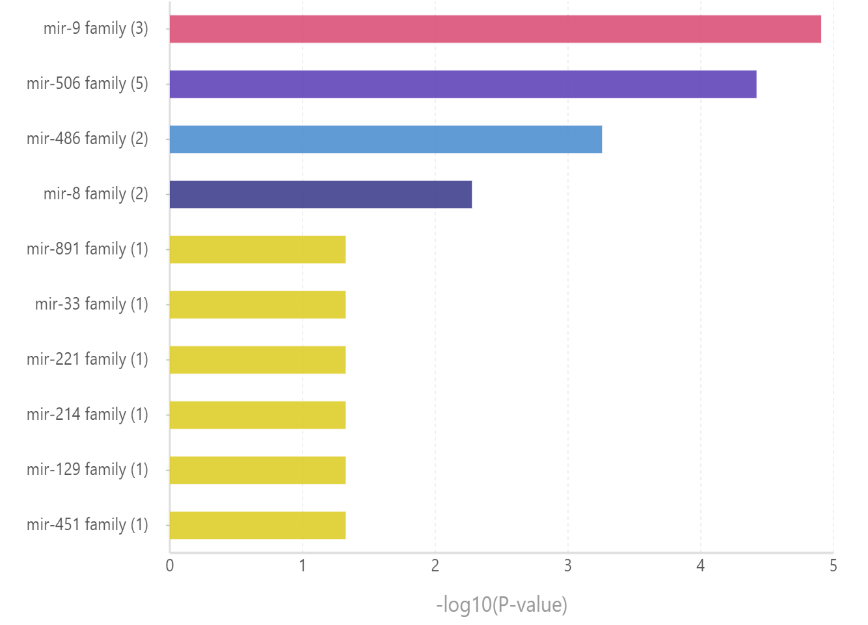 mir-9 family (3)
mir-506 family (5)
mir-486 family (2)
mir-8 family (2)
mir-891 family (1)
mir-33 family (1)
mir-221 family (1)
mir-214 family (1)
mir-129 family (1)
mir-451 family (1)
0 1 2 3 4 5
-log10(P-value)